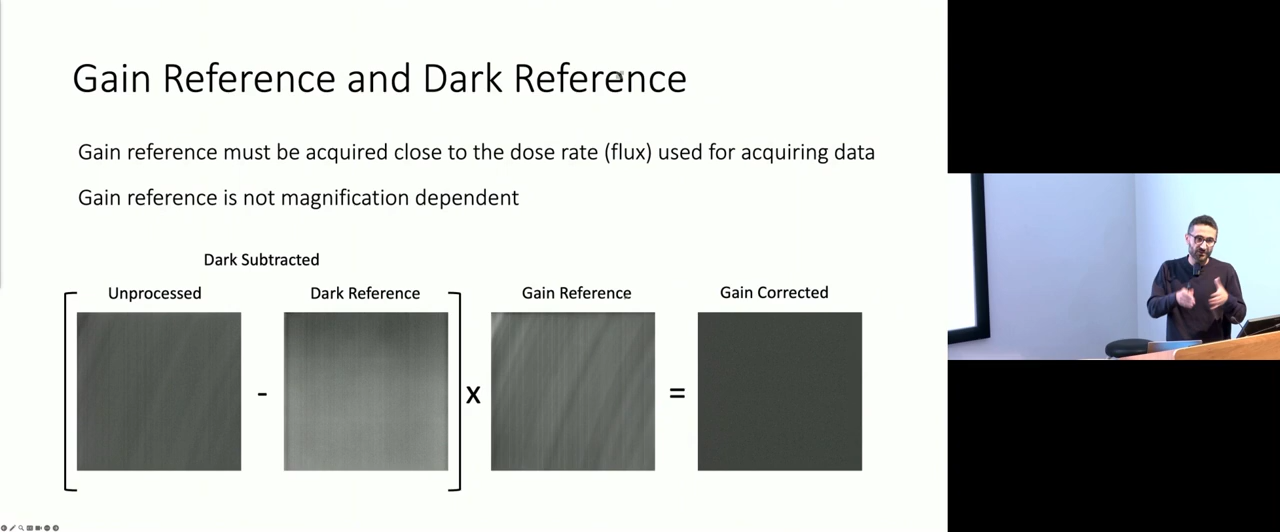 Gain Reference and Dark Reference
Gain reference must be acquired close to the dose rate (flux) used for acquiring data
Gain reference is not magnification dependent
Dark Subtracted
Unprocessed
Dark Reference
Gain Reference
Gain Corrected
- x =